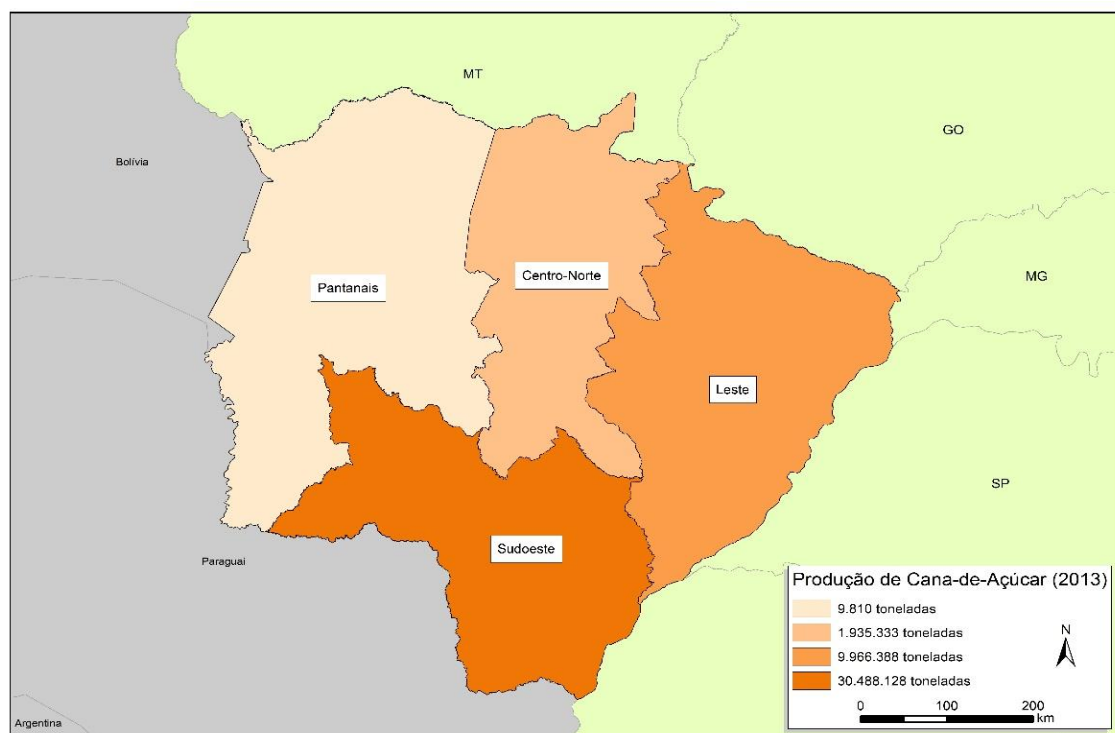 MT
GO
Bolívia
Centro-Norte
MG
Pantanais
Leste
SP
Sudoeste
Paraguai
Produção de Cana-de-Açúcar (2013)
9.810 toneladas
1.935.333 toneladas
9.966.388 toneladas
30.488.128 toneladas
N
0 100 200
km
Argentina